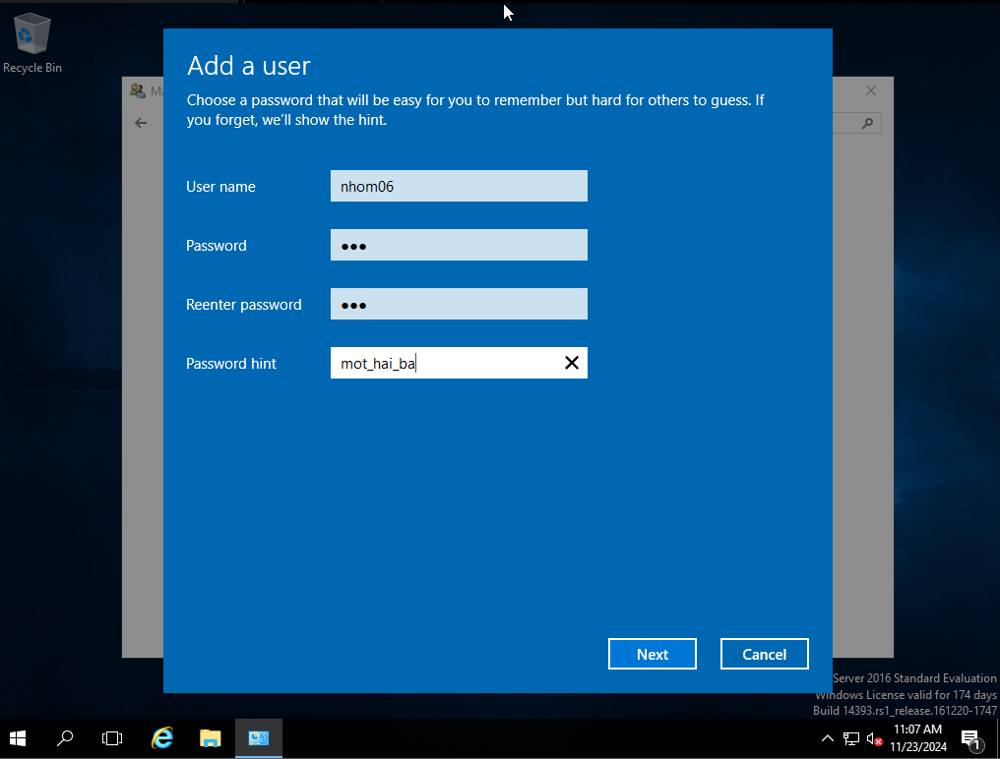 Recycle Bin
Add a user
Choose a password that will be easy for you to remember but hard for others to guess. If
you forget, we'll show the hint.
User name
nhom06
Password
●●●
Reenter password
●●●
Password hint
mot_hai_ba
Next
Cancel
Server 2016 Standard Evaluation
Windows License valid for 174 days
Build 14393.rs1_release.161220-1747
11:07 AM
11/23/2024
1